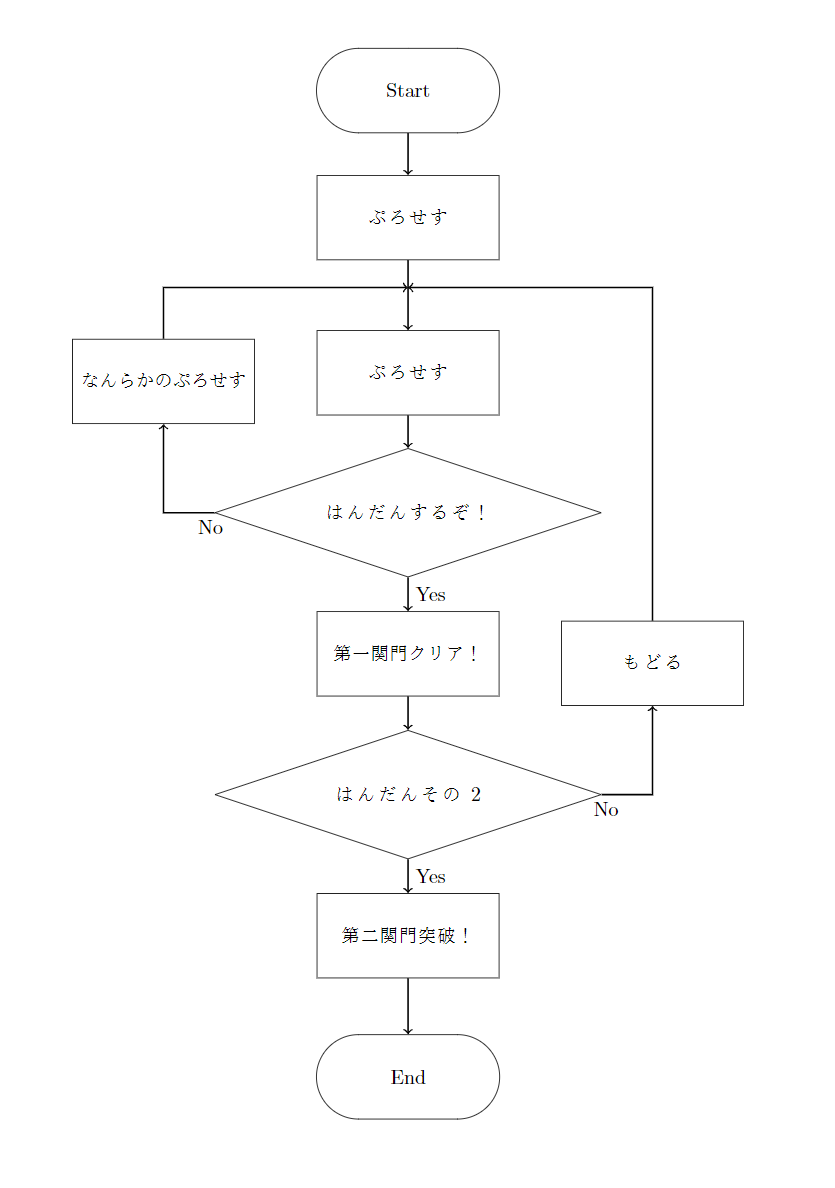 Start
ぷろせす
ぷろせす
なんらかのぷろせす
はんだんするぞ！
No
Yes
第一関門クリア！
もどる
はんだんその 2
No
Yes
第二関門突破！
End